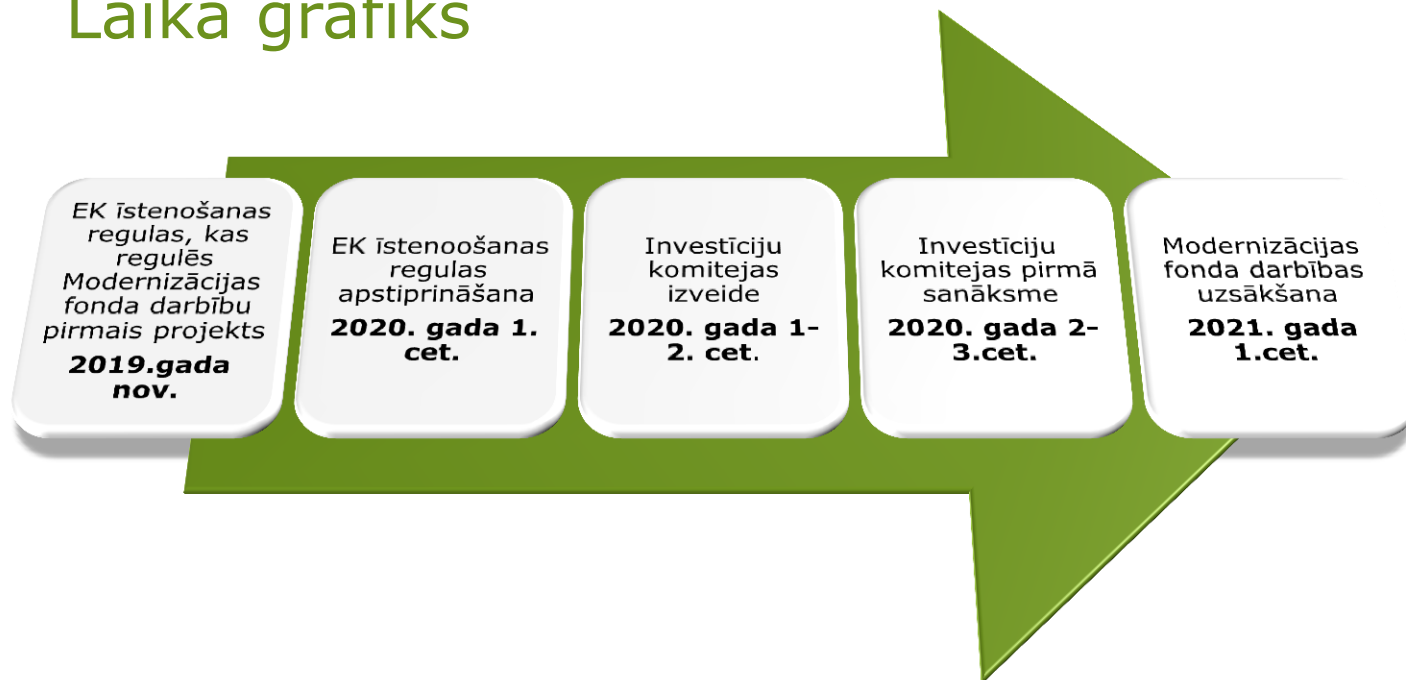 Laika grafiks
EK īstenošanas
regulas, kas
regulēs
Modernizācijas
fonda darbību
pirmais projekts
2019.gada
nov.
EK īstenoošanas
regulas
apstiprināšana
2020. gada 1.
cet.
Investīciju
komitejas
izveide
2020. gada 1-
2. cet.
Investīciju
komitejas pirmā
sanāksme
2020. gada 2-
3.cet.
Modernizācijas
fonda darbības
uzsākšana
2021. gada
1.cet.